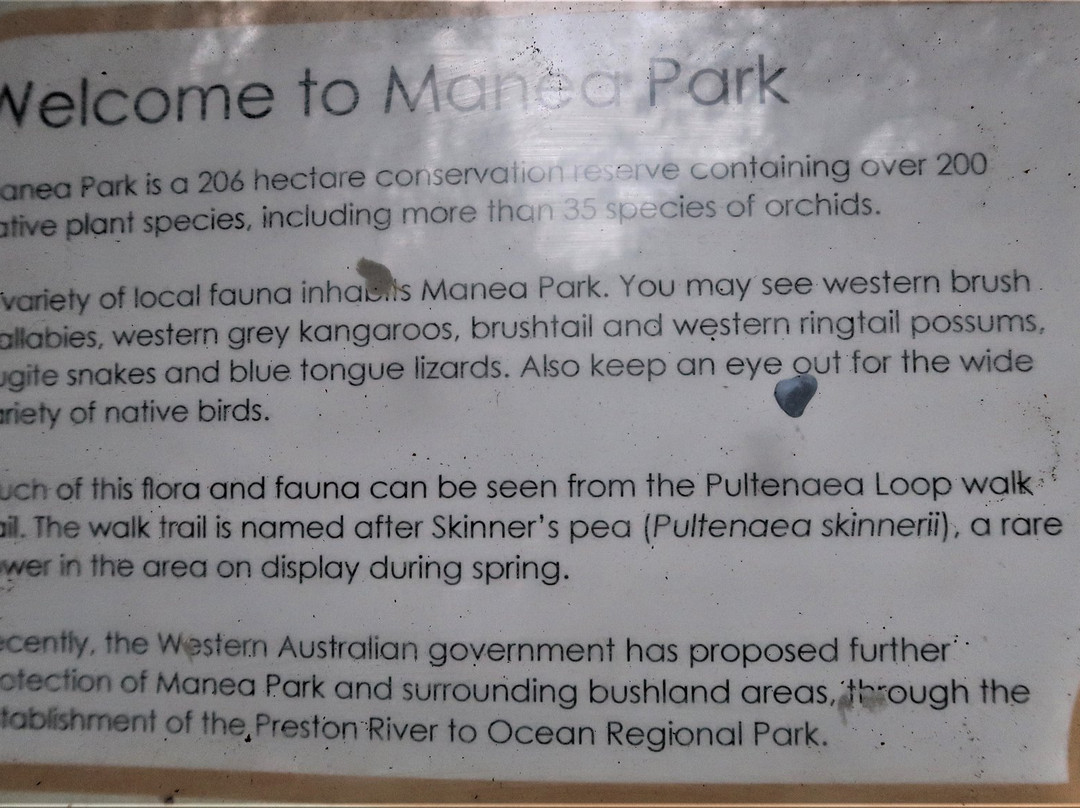 Welcome to Manea Park
anea Park is a 206 hectare conservation reserve containing over 200
ative plant species, including more than 35 species of orchids.
variety of local fauna inhabits Manea Park. You may see western brush
allabies, western grey kangaroos, brushtail and western ringtail possums,
ugite snakes and blue tongue lizards. Also keep an eye out for the wide
ariety of native birds.
uch of this flora and fauna can be seen from the Pultenaea Loop walk
ail. The walk trail is named after Skinner's pea (Pultenaea skinnerii), a rare
ower in the area on display during spring.
ecently, the Western Australian government has proposed further
otection of Manea Park and surrounding bushland areas, through the
tablishment of the Preston River to Ocean Regional Park.